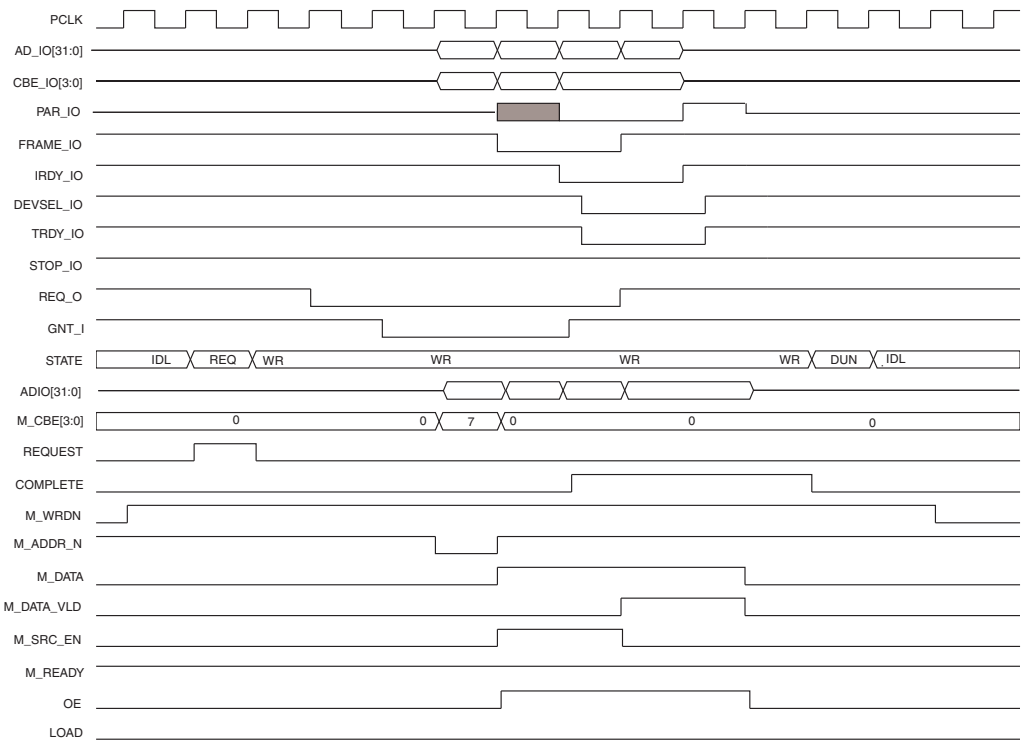 PCLK
AD_IO[31:0]
CBE_IO[3:0]
PAR_IO
FRAME_IO
IRDY_IO
DEVSEL_IO
TRDY_IO
STOP_IO
REQ_O
GNT_I
STATE IDL REQ WR WR WR WR DUN IDL
ADIO[31:0]
M_CBE[3:0] 0 0 7 0 0 0
REQUEST
COMPLETE
M_WRDN
M_ADDR_N
M_DATA
M_DATA_VLD
M_SRC_EN
M_READY
OE
LOAD